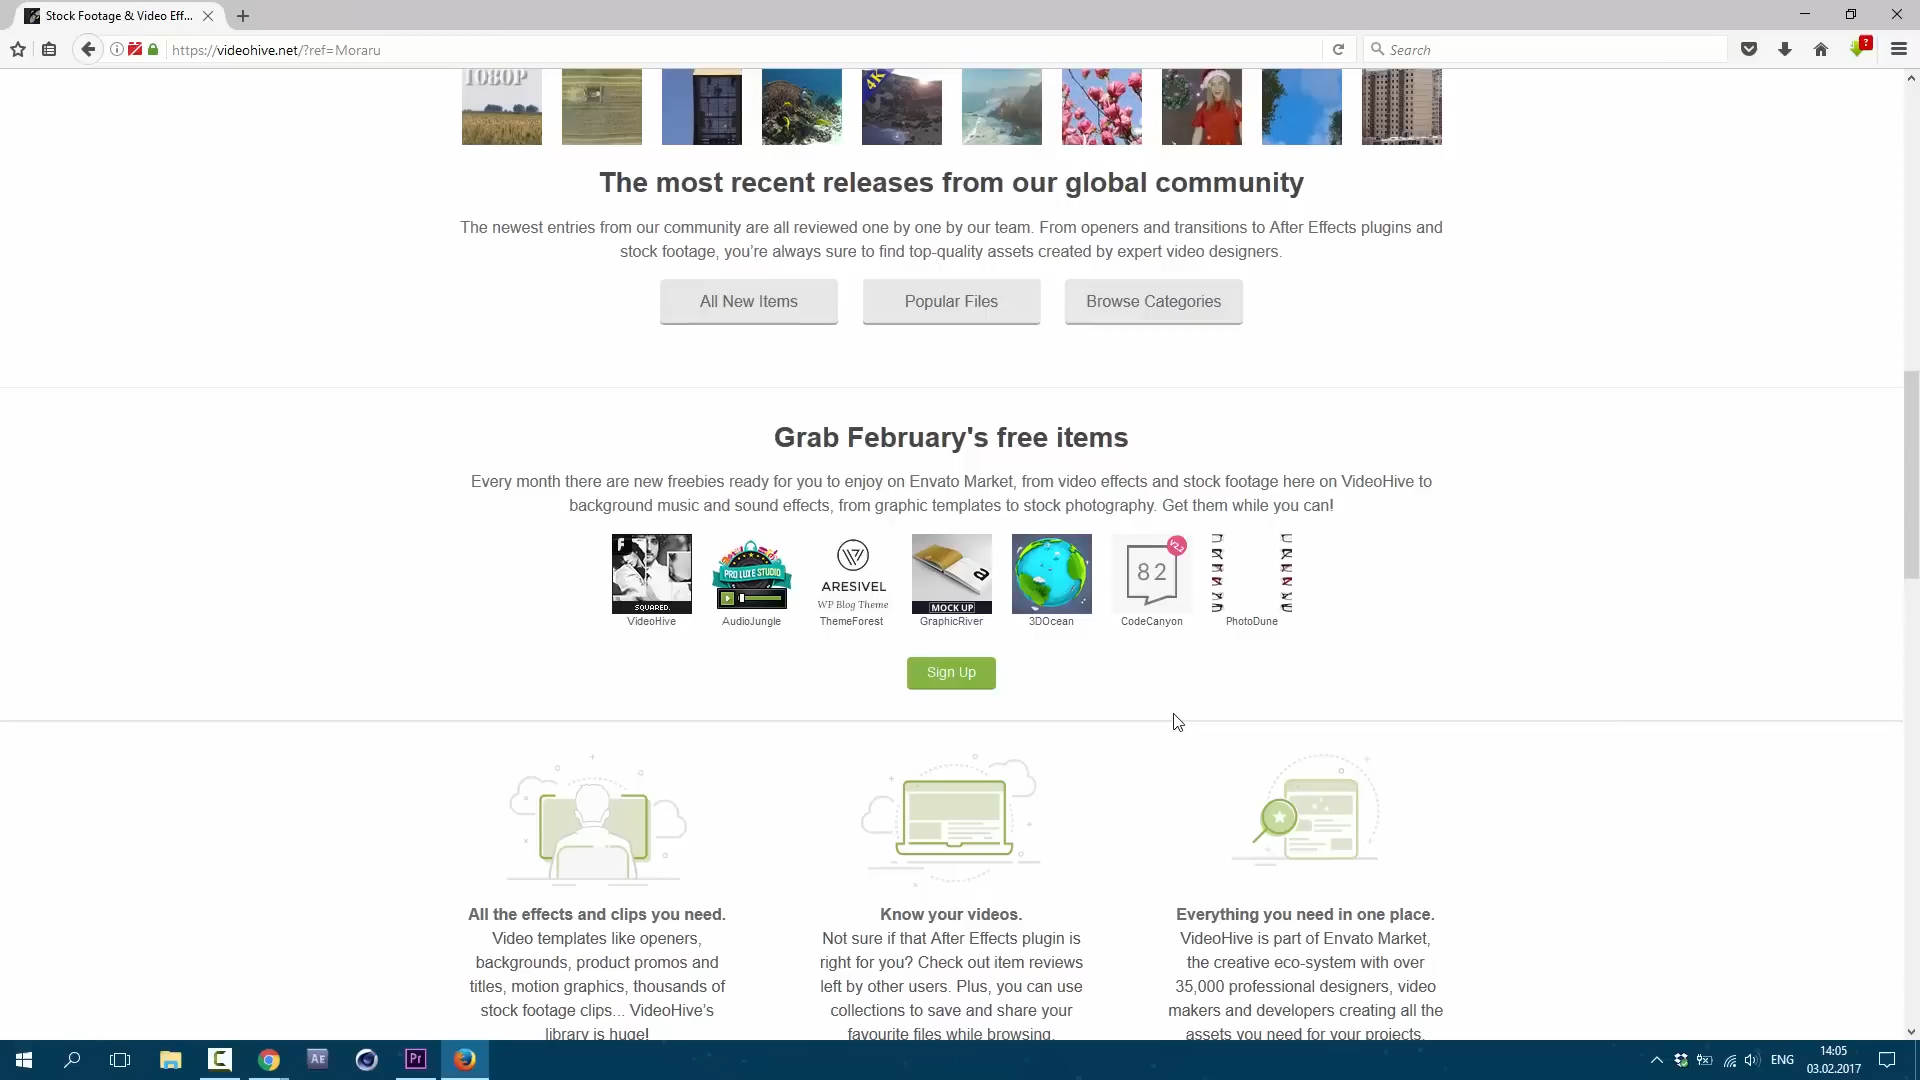 Stock Footage & Video Eff...
https://videohive.net/?ref=Moraru
Search
?
1080P
4K
The most recent releases from our global community
The newest entries from our community are all reviewed one by one by our team. From openers and transitions to After Effects plugins and
stock footage, you’re always sure to find top-quality assets created by expert video designers.
All New Items
Popular Files
Browse Categories
Grab February's free items
Every month there are new freebies ready for you to enjoy on Envato Market, from video effects and stock footage here on VideoHive to
background music and sound effects, from graphic templates to stock photography. Get them while you can!
F
SQUARED.
PRO LUXE STUDIO
ARESIVEL
WP Blog Theme
a
MOCK UP
82
V2.2
VideoHive
AudioJungle
ThemeForest
GraphicRiver
3DOcean
CodeCanyon
PhotoDune
Sign Up
All the effects and clips you need.
Video templates like openers,
backgrounds, product promos and
titles, motion graphics, thousands of
stock footage clips... VideoHive’s
library is huge!
Know your videos.
Not sure if that After Effects plugin is
right for you? Check out item reviews
left by other users. Plus, you can use
collections to save and share your
favourite files while browsing.
Everything you need in one place.
VideoHive is part of Envato Market,
the creative eco-system with over
35,000 professional designers, video
makers and developers creating all the
assets you need for your projects.
AE
Pr
ENG
14:05
03.02.2017